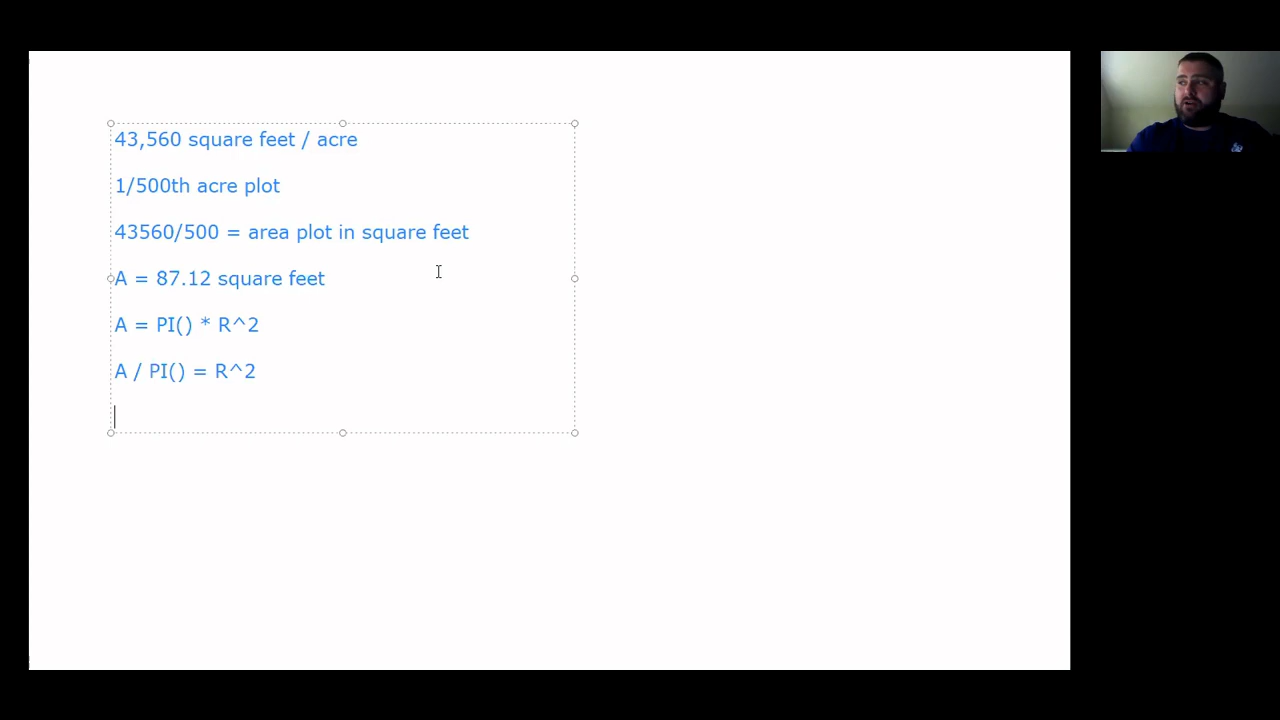 43,560 square feet / acre
1/500th acre plot
43560/500 = area plot in square feet
A = 87.12 square feet
A = PI() * R^2
A / PI() = R^2